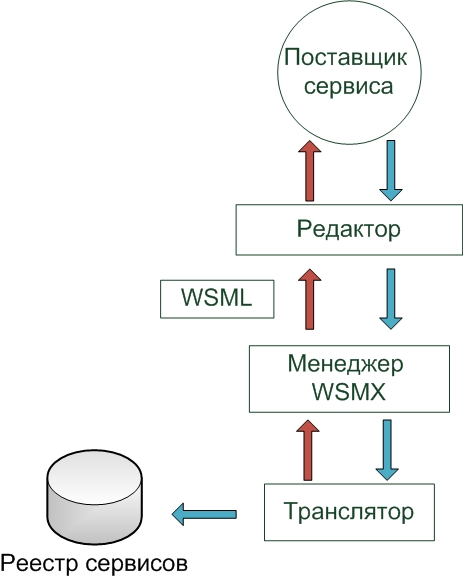 Поставщик
сервиса
Редактор
WSML
Менеджер
WSMX
Транслятор
Реестр сервисов